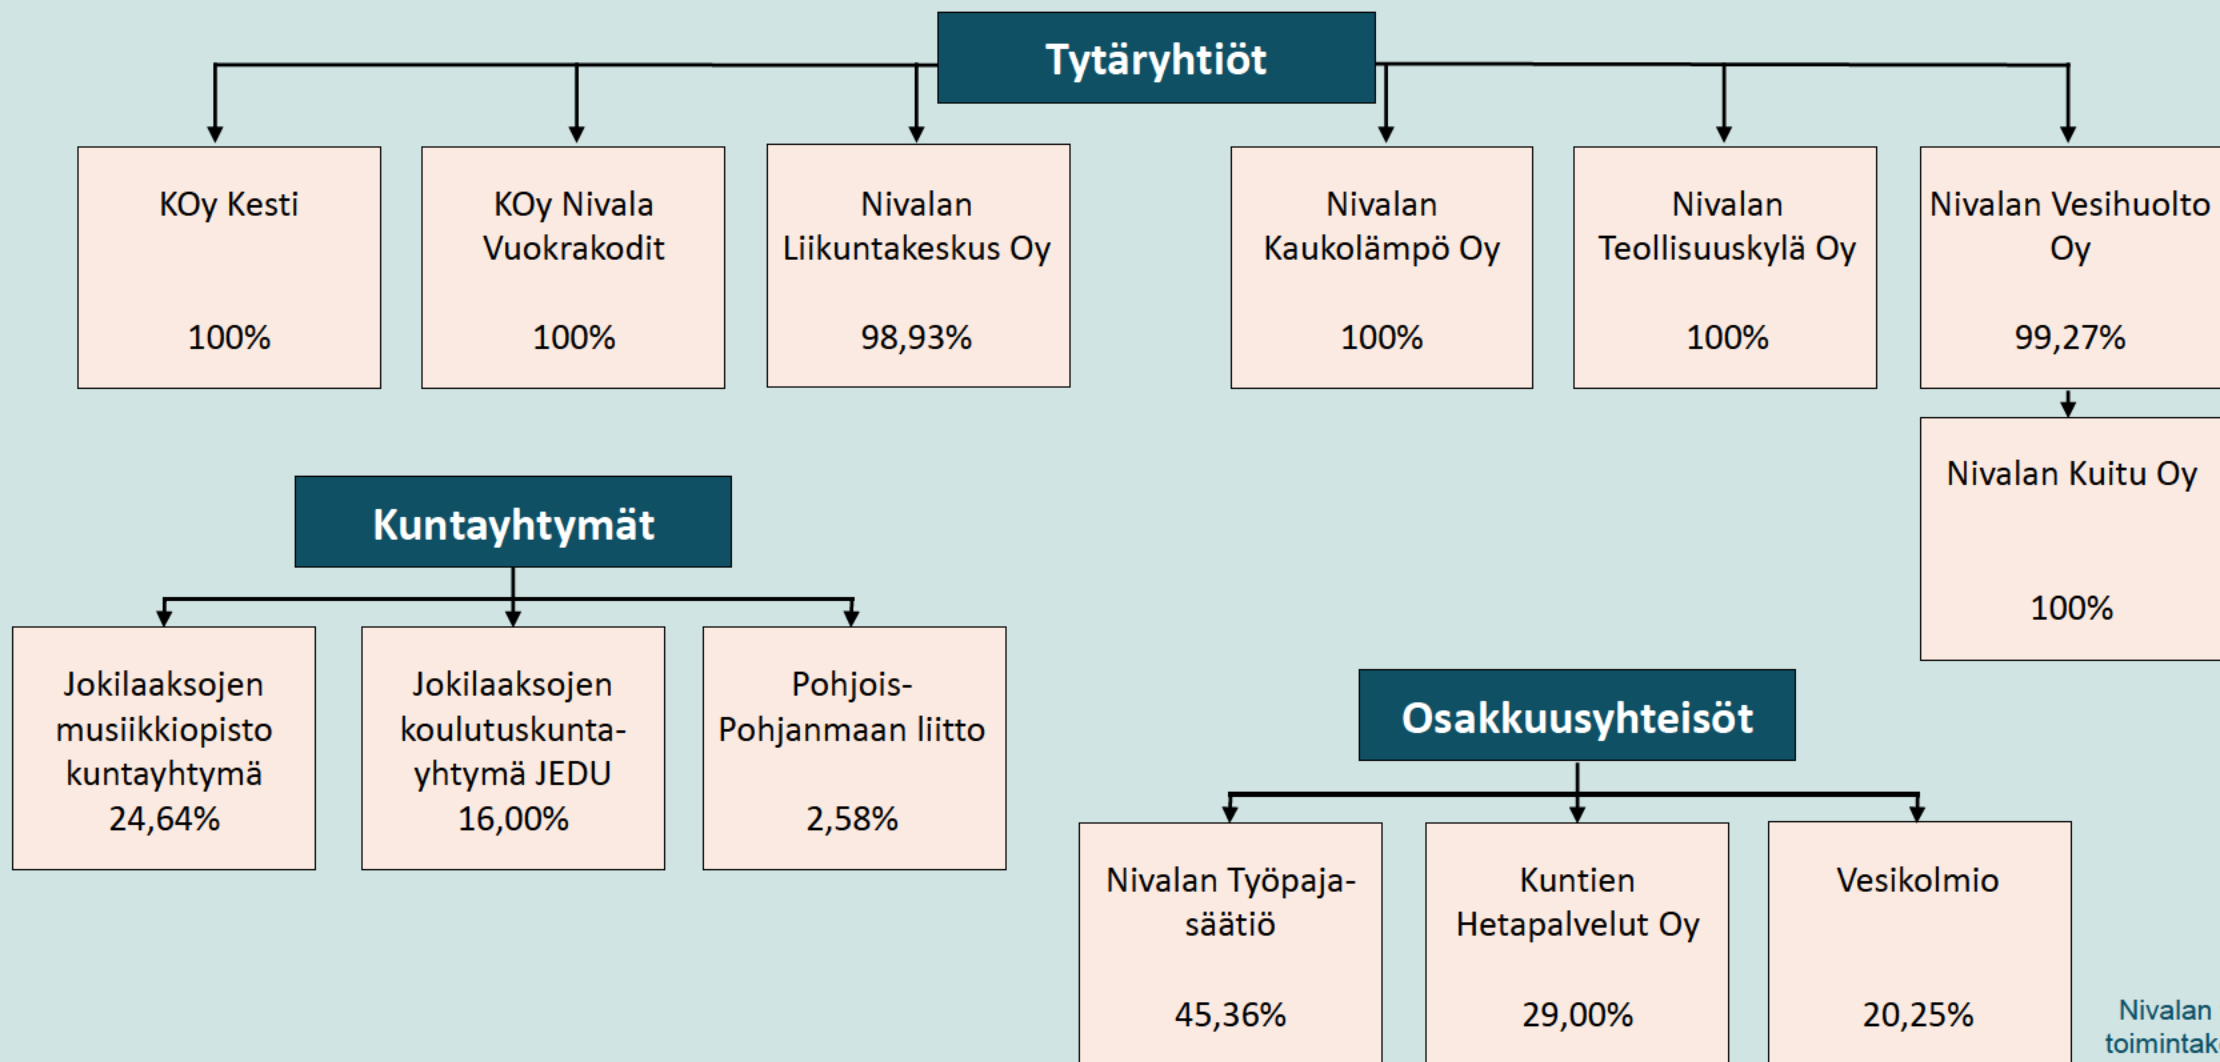 Tytäryhtiöt
KOy Kesti
100%
KOy Nivala
Vuokrakodit
100%
Nivalan
Liikuntakeskus Oy
98,93%
Nivalan
Kaukolämpö Oy
100%
Nivalan
Teollisuuskylä Oy
100%
Nivalan Vesihuolto
Oy
99,27%
Nivalan Kuitu Oy
100%
Kuntayhtymät
Jokilaaksojen
musiikkiopisto
kuntayhtymä
24,64%
Jokilaaksojen
koulutuskunta-
yhtymä JEDU
16,00%
Pohjois-
Pohjanmaan liitto
2,58%
Osakkuusyhteisöt
Nivalan Työpaja-
säätiö
45,36%
Kuntien
Hetapalvelut Oy
29,00%
Vesikolmio
20,25%
Nivalan